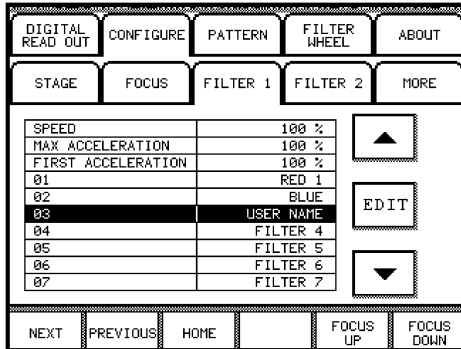 DIGITAL READ OUT
CONFIGURE
PATTERN
FILTER WHEEL
ABOUT
STAGE
FOCUS
FILTER 1
FILTER 2
MORE
SPEED 100 %
MAX ACCELERATION 100 %
FIRST ACCELERATION 100 %
01 RED 1
02 BLUE
03 USER NAME
04 FILTER 4
05 FILTER 5
06 FILTER 6
07 FILTER 7
EDIT
NEXT
PREVIOUS
HOME
FOCUS UP
FOCUS DOWN